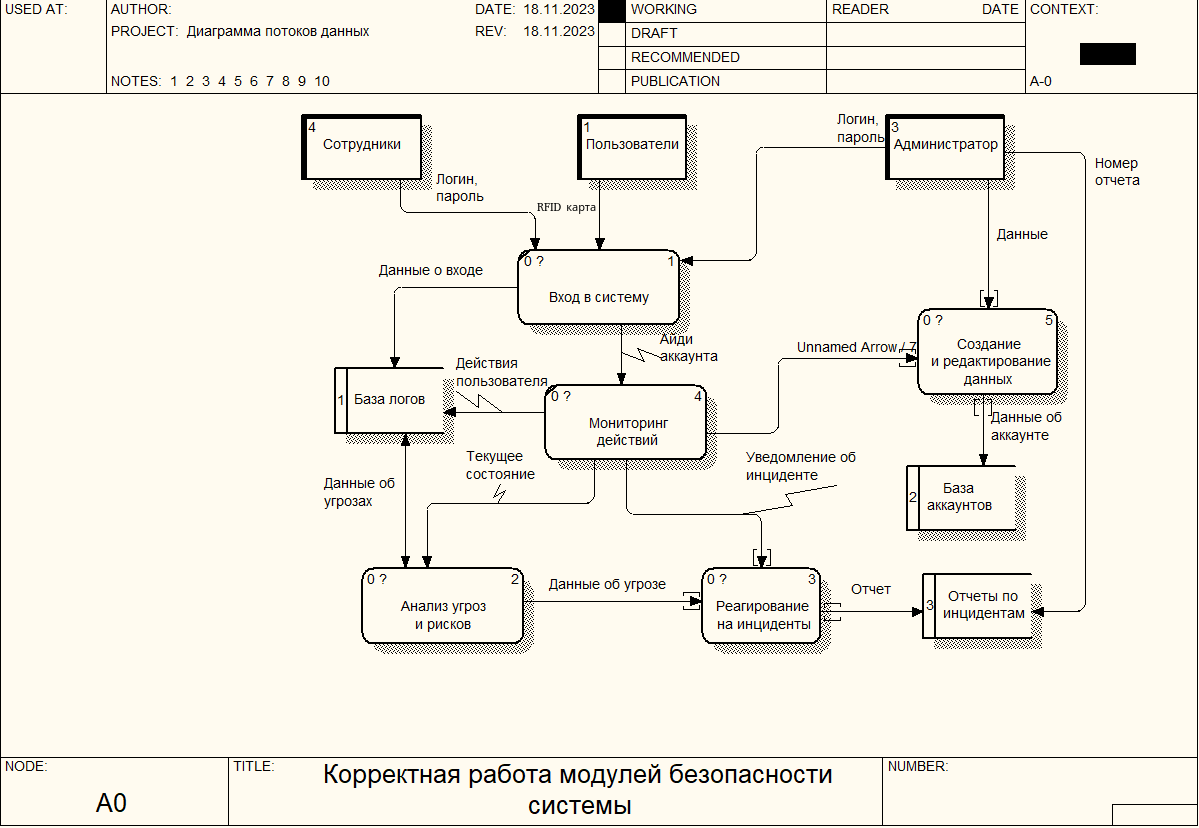 USED AT:
AUTHOR:
DATE: 18.11.2023
WORKING
READER
DATE
CONTEXT:
PROJECT: Диаграмма потоков данных
REV: 18.11.2023
DRAFT
RECOMMENDED
NOTES: 1 2 3 4 5 6 7 8 9 10
PUBLICATION
A-0
4
Сотрудники
1
Пользователи
Логин,
пароль
3
Администратор
Номер
отчета
Логин,
пароль
RFID карта
Данные
0 ?
1
Вход в систему
Данные о входе
Айди
аккаунта
Unnamed Arrow / 7
0 ?
5
Создание
и редактирование
данных
Действия
пользователя
1
База логов
0 ?
4
Мониторинг
действий
Данные об
аккаунте
Текущее
состояние
Уведомление об
инциденте
Данные об
угрозах
2
База
аккаунтов
0 ?
2
Анализ угроз
и рисков
Данные об угрозе
0 ?
3
Реагирование
на инциденты
Отчет
3
Отчеты по
инцидентам
NODE:
A0
TITLE:
Корректная работа модулей безопасности
системы
NUMBER: